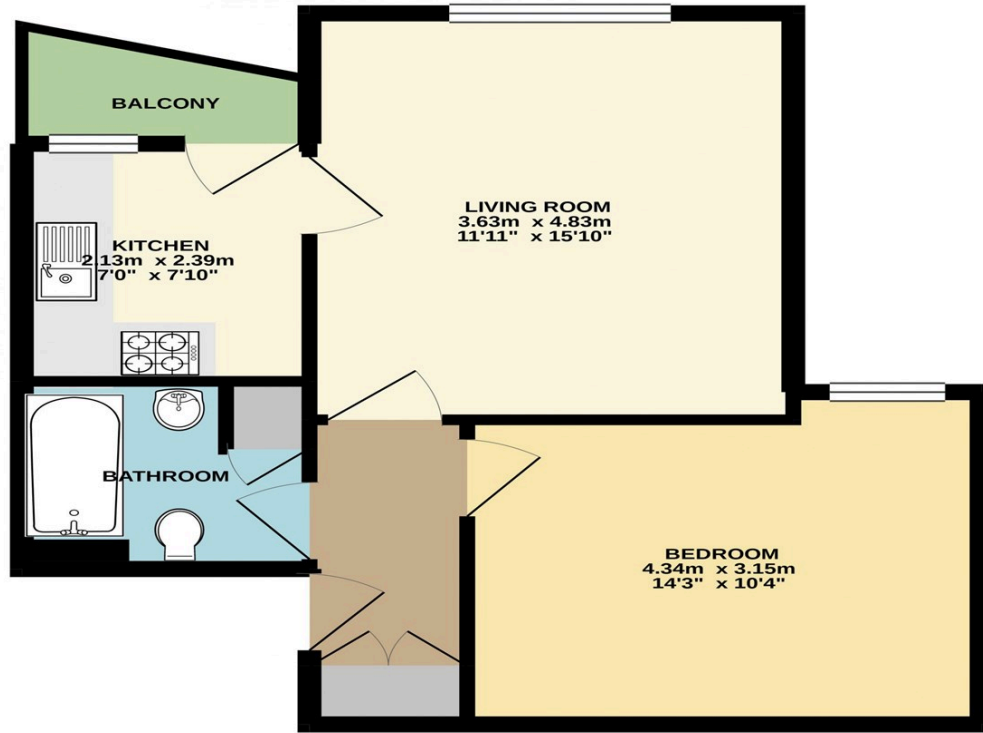 BALCONY
LIVING ROOM
3.63m x 4.83m
11'11" x 15'10"
KITCHEN
2.13m x 2.39m
7'0" x 7'10"
BATHROOM
BEDROOM
4.34m x 3.15m
14'3" x 10'4"